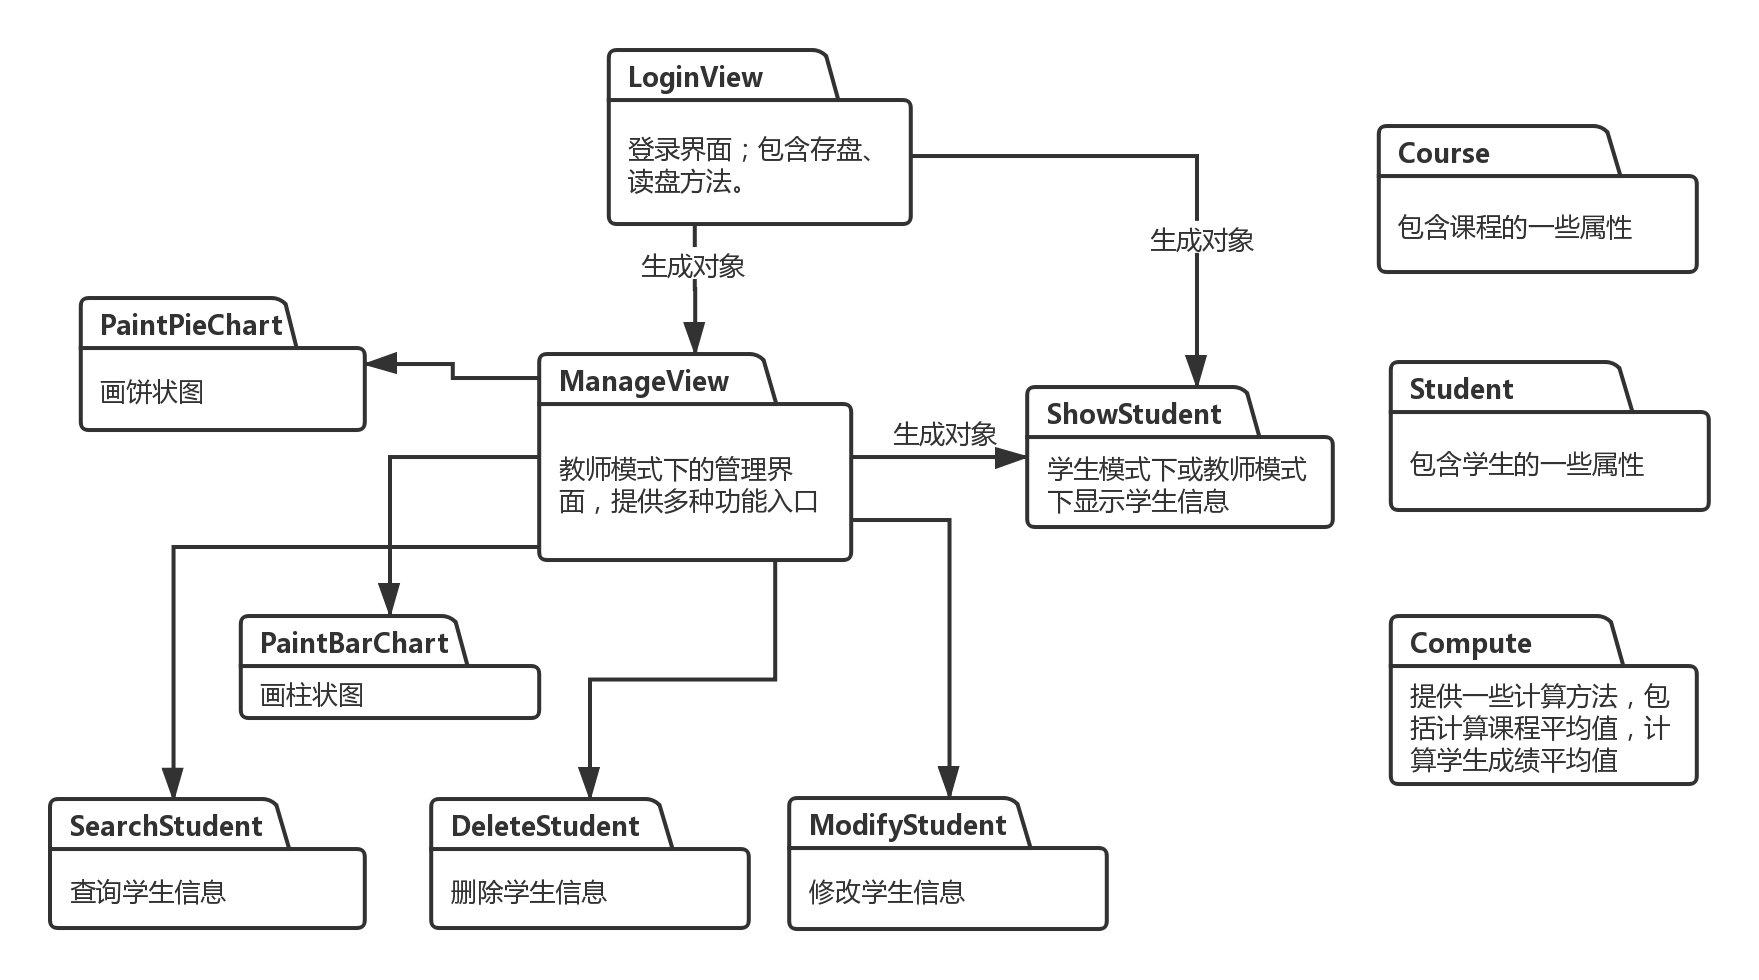 LoginView
登录界面；包含存盘、
读盘方法。
生成对象
生成对象
Course
包含课程的一些属性
PaintPieChart
画饼状图
ManageView
教师模式下的管理界
面，提供多种功能入口
生成对象
ShowStudent
学生模式下或教师模式
下显示学生信息
Student
包含学生的一些属性
PaintBarChart
画柱状图
Compute
提供一些计算方法，包
括计算课程平均值，计
算学生成绩平均值
SearchStudent
查询学生信息
DeleteStudent
删除学生信息
ModifyStudent
修改学生信息